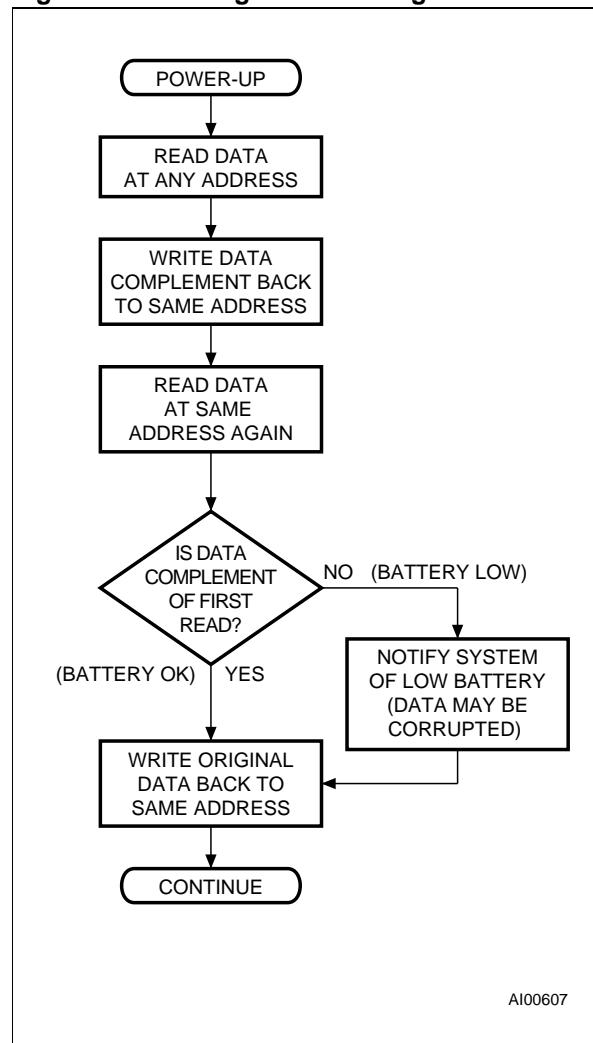 POWER-UP
READ DATA
AT ANY ADDRESS
WRITE DATA
COMPLEMENT BACK
TO SAME ADDRESS
READ DATA
AT SAME
ADDRESS AGAIN
IS DATA
COMPLEMENT
OF FIRST
READ?
NO (BATTERY LOW)
NOTIFY SYSTEM
OF LOW BATTERY
(DATA MAY BE
CORRUPTED)
(BATTERY OK) YES
WRITE ORIGINAL
DATA BACK TO
SAME ADDRESS
CONTINUE
AI00607